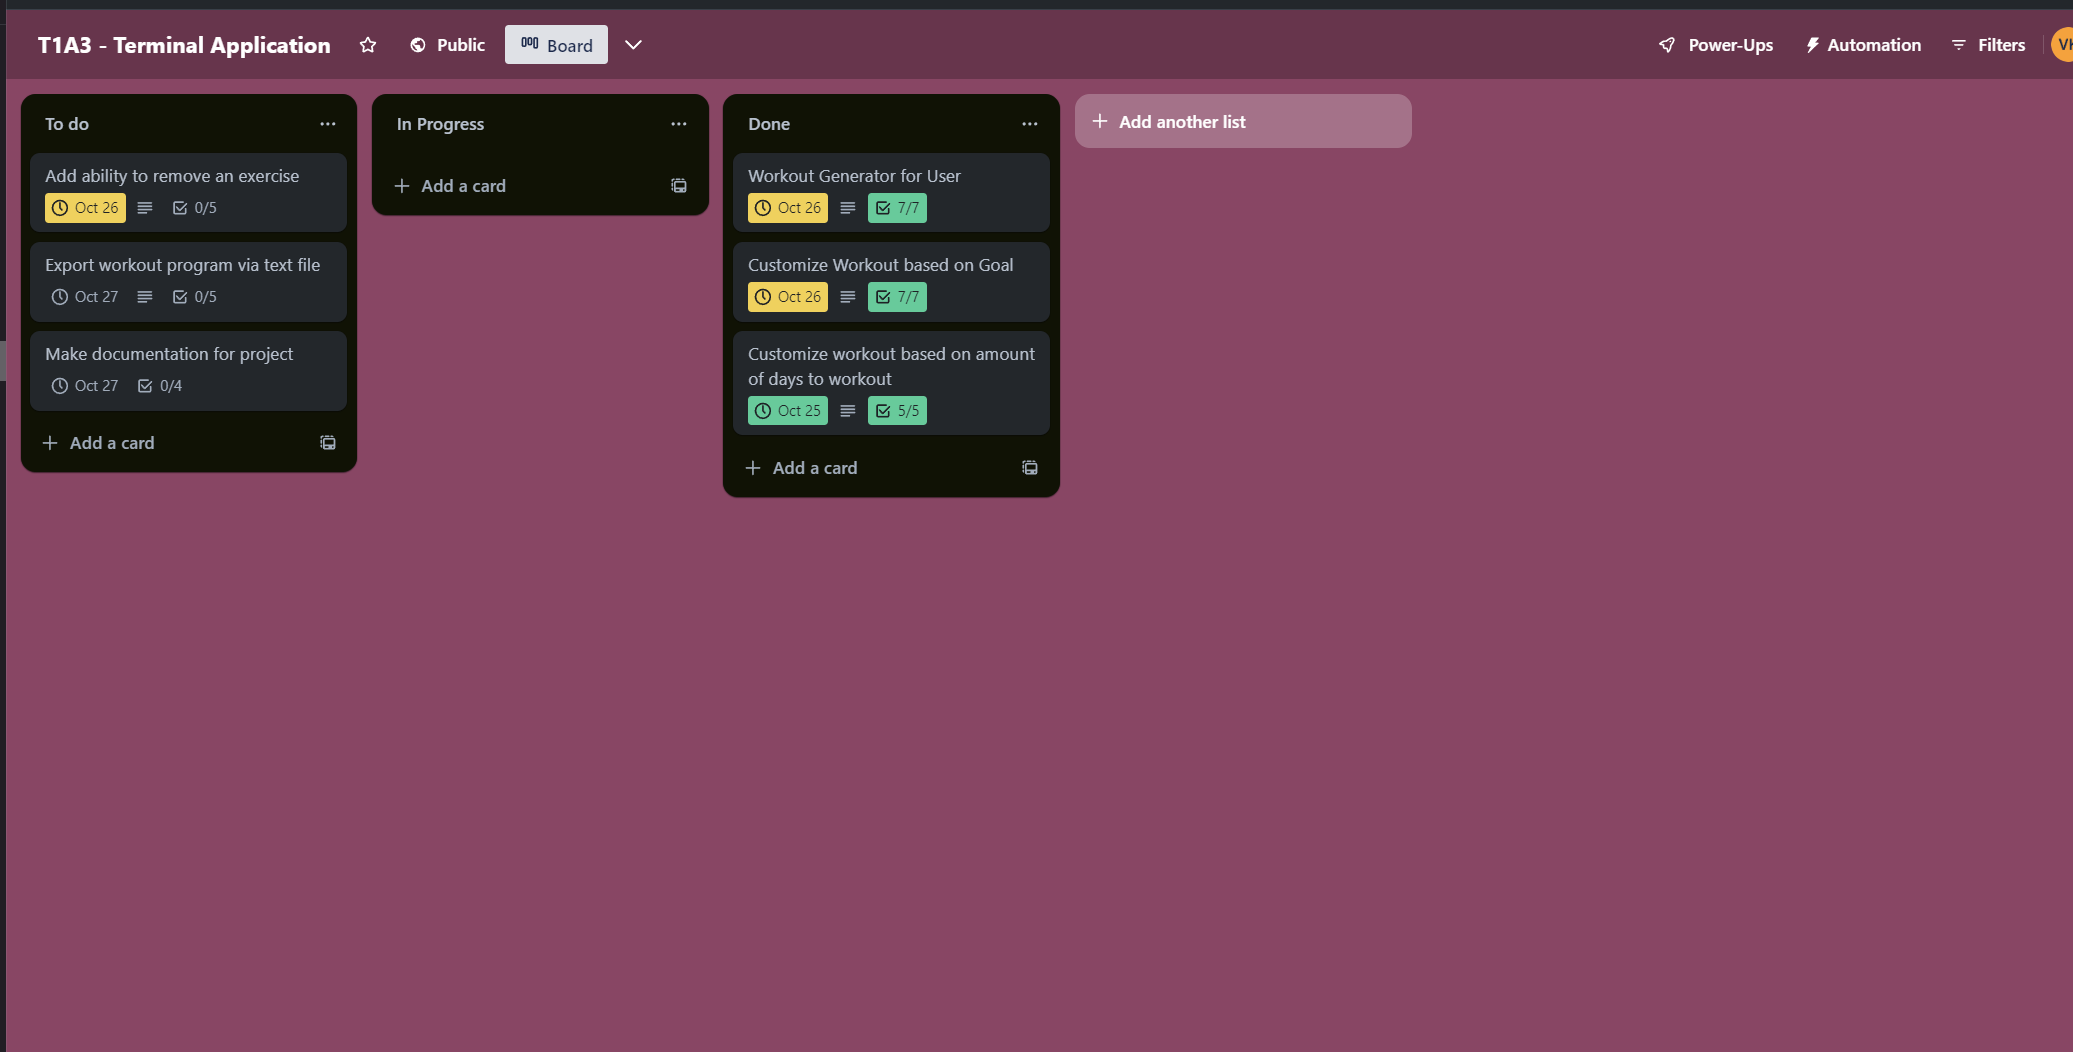 T1A3 - Terminal Application
Public
Board
Power-Ups
Automation
Filters
To do
Add ability to remove an exercise
Oct 26
0/5
Export workout program via text file
Oct 27
0/5
Make documentation for project
Oct 27
0/4
Add a card
In Progress
Add a card
Done
Workout Generator for User
Oct 26
7/7
Customize Workout based on Goal
Oct 26
7/7
Customize workout based on amount
of days to workout
Oct 25
5/5
Add a card
Add another list